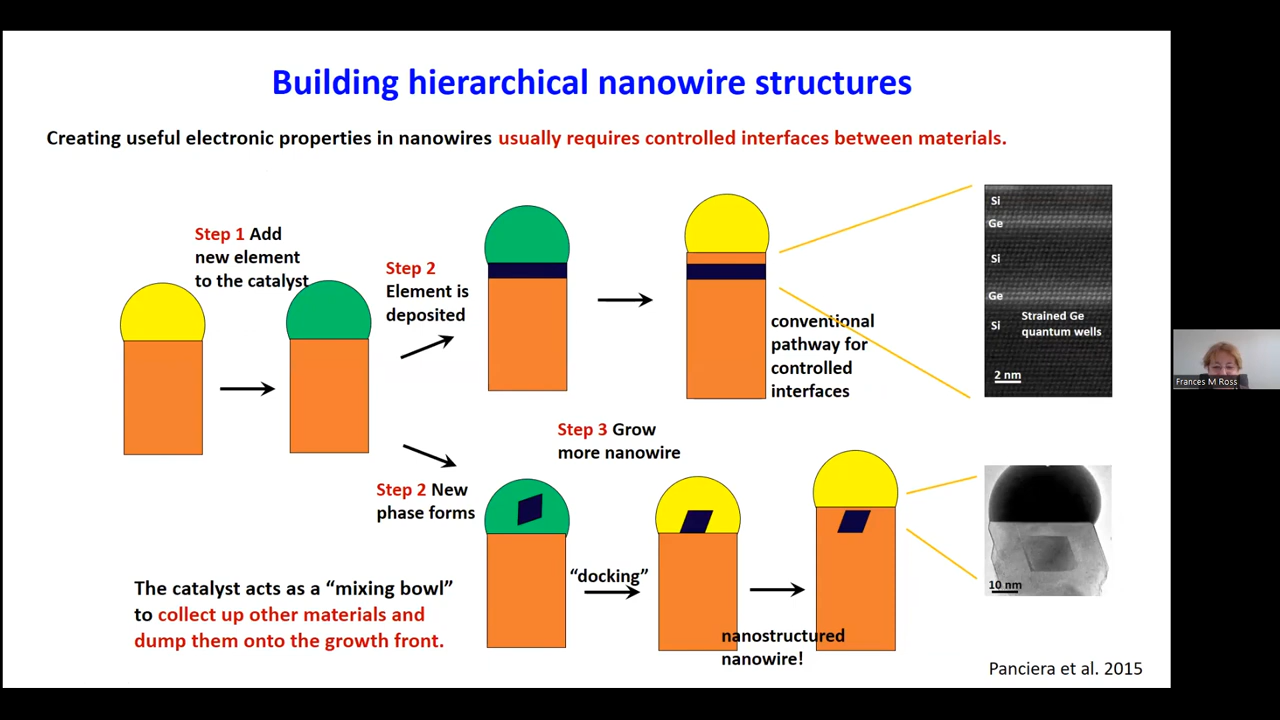 Building hierarchical nanowire structures
Creating useful electronic properties in nanowires usually requires controlled interfaces between materials.
Step 1 Add
new element
to the catalyst
Step 2
Element is
deposited
conventional
pathway for
controlled
interfaces
Si
Ge
Si
Ge
Si
Strained Ge
quantum wells
2 nm
Frances M Ross
Step 3 Grow
more nanowire
Step 2 New
phase forms
"docking"
nanostructured
nanowire!
10 nm
The catalyst acts as a “mixing bowl”
to collect up other materials and
dump them onto the growth front.
Panciera et al. 2015